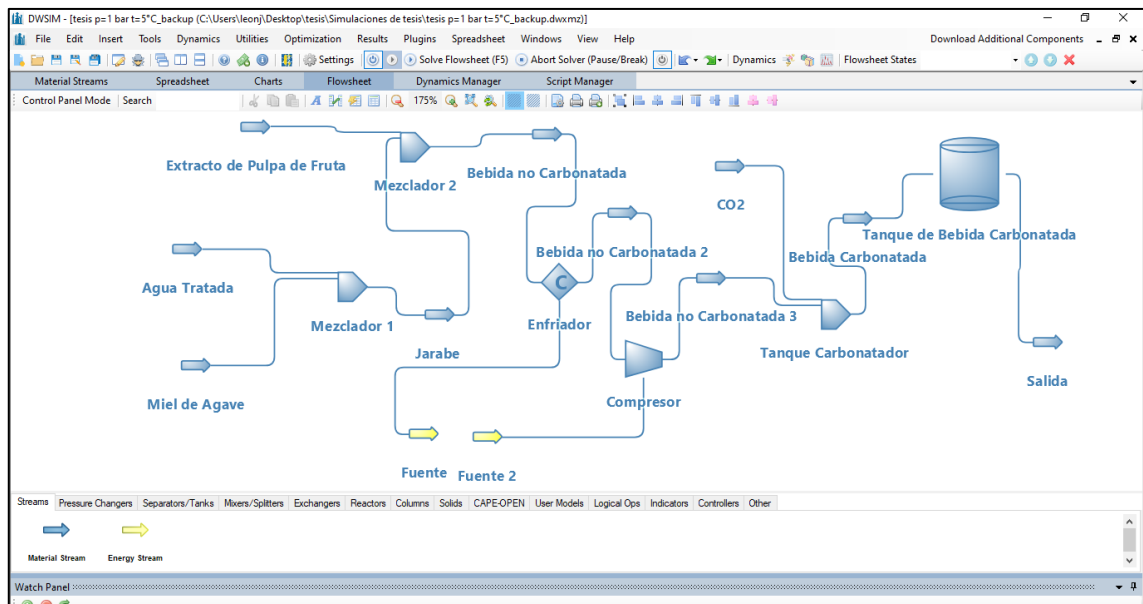 DWSIM - [tesis p=1 bar t=5°C_backup (C:\Users\leonj\Desktop\tesis\Simulaciones de tesis\tesis p=1 bar t=5°C_backup.dwxmz)]
File Edit Insert Tools Dynamics Utilities Optimization Results Plugins Spreadsheet Windows View Help Download Additional Components
Settings Solve Flowsheet (F5) Abort Solver (Pause/Break) Dynamics Flowsheet States
Material Streams Spreadsheet Charts Flowsheet Dynamics Manager Script Manager
Control Panel Mode Search 175%
Extracto de Pulpa de Fruta
Mezclador 2
Bebida no Carbonatada
CO2
Tanque de Bebida Carbonatada
Bebida no Carbonatada 2
Bebida Carbonatada
Agua Tratada
C
Mezclador 1
Enfriador
Bebida no Carbonatada 3
Jarabe
Tanque Carbonatador
Salida
Miel de Agave
Compresor
Fuente
Fuente 2
Streams Pressure Changers Separators/Tanks Mixers/Splitters Exchangers Reactors Columns Solids CAPE-OPEN User Models Logical Ops Indicators Controllers Other
Material Stream Energy Stream
Watch Panel